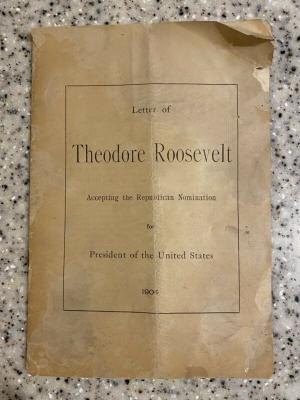 Letter of
Theodore Roosevelt
Accepting the Republican Nomination
for
President of the United States
1904